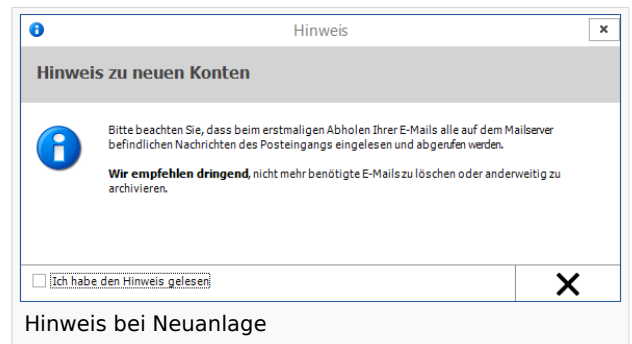 Hinweis
Hinweis zu neuen Konten
Bitte beachten Sie, dass beim erstmaligen Abholen Ihrer E-Mails alle auf dem Mailserver
befindlichen Nachrichten des Posteingangs eingelesen und abgerufen werden.
Wir empfehlen dringend, nicht mehr benötigte E-Mails zu löschen oder anderweitig zu
archivieren.
Ich habe den Hinweis gelesen
Hinweis bei Neuanlage